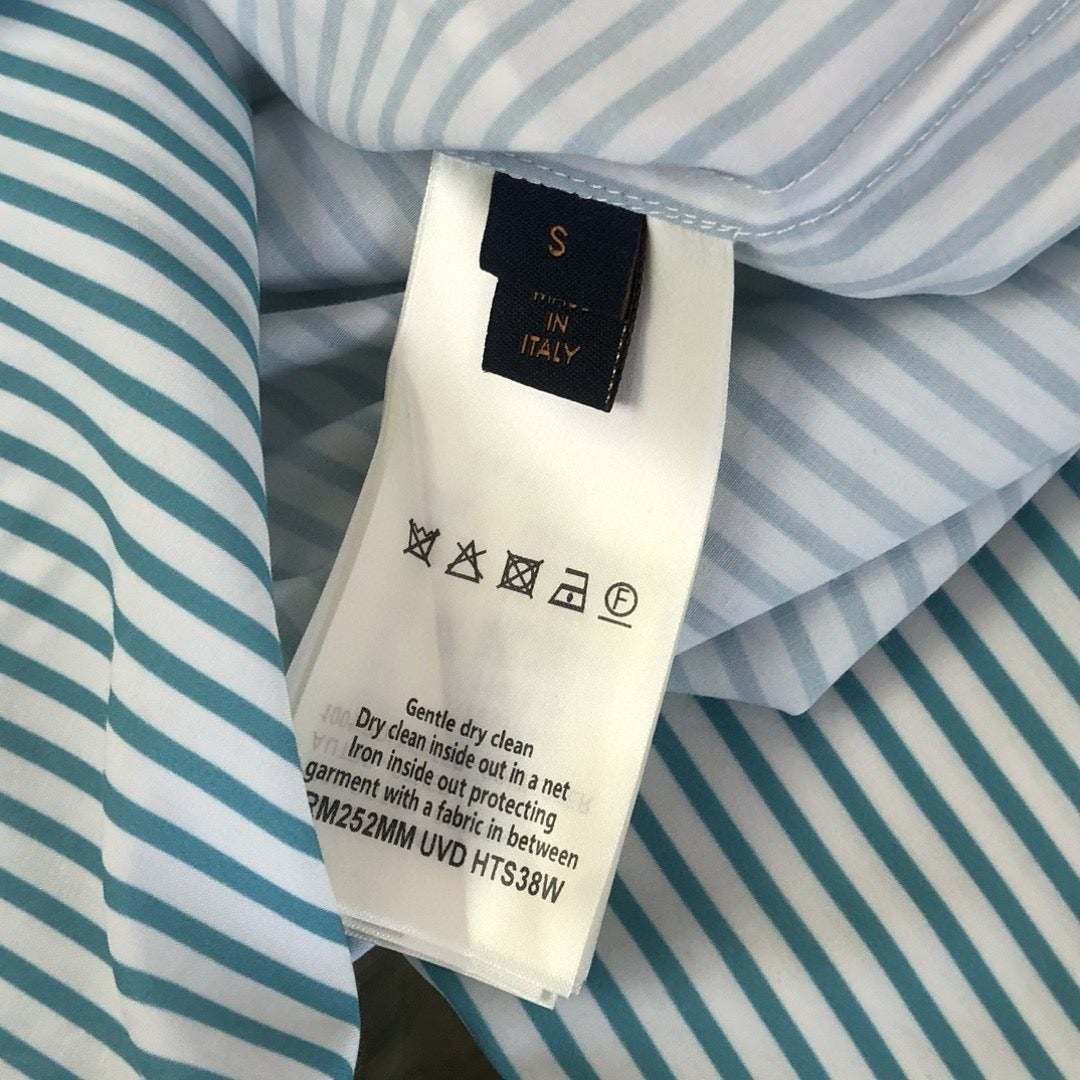 S
IN
ITALY
F
Gentle dry clean
Dry clean inside out in a net
Iron inside out protecting
garment with a fabric in between
RM252MM UVD HTS38W